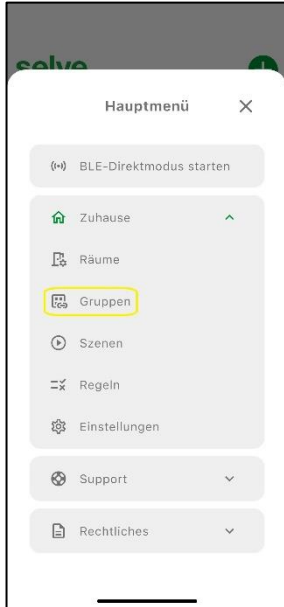 selve
Hauptmenü
BLE-Direktmodus starten
Zuhause
Räume
Gruppen
Szenen
Regeln
Einstellungen
Support
Rechtliches